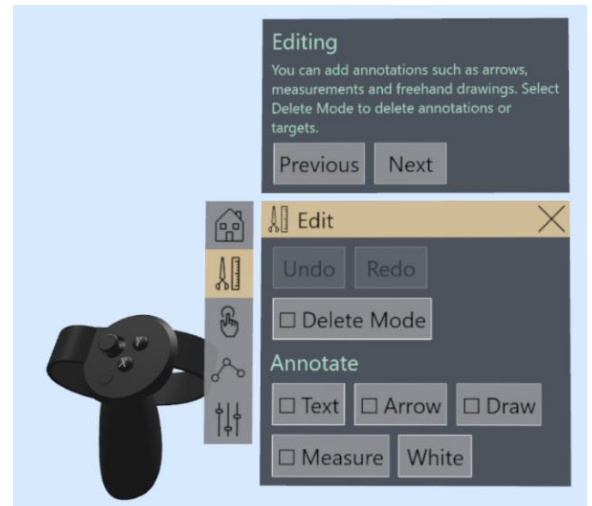 Editing
You can add annotations such as arrows,
measurements and freehand drawings. Select
Delete Mode to delete annotations or
targets.
Previous Next
Edit
Undo Redo
Delete Mode
Annotate
Text Arrow Draw
Measure White
Y
X